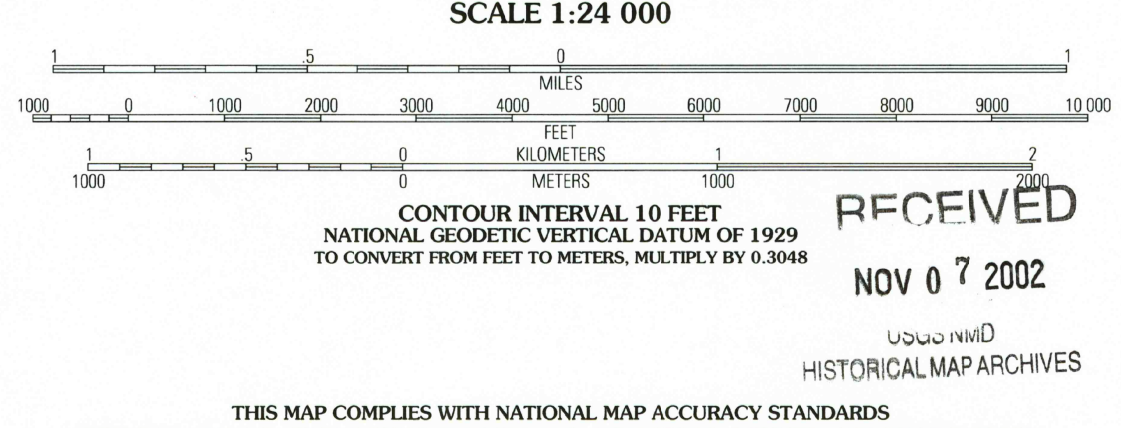 SCALE 1:24 000
1 .5 0 1
MILES
1000 0 1000 2000 3000 4000 5000 6000 7000 8000 9000 10 000
FEET
1 .5 0 KILOMETERS 1 2
1000 0 METERS 1000 2000
CONTOUR INTERVAL 10 FEET
NATIONAL GEODETIC VERTICAL DATUM OF 1929
TO CONVERT FROM FEET TO METERS, MULTIPLY BY 0.3048
RECEIVED
NOV 0 7 2002
USGS NMD
HISTORICAL MAP ARCHIVES
THIS MAP COMPLIES WITH NATIONAL MAP ACCURACY STANDARDS